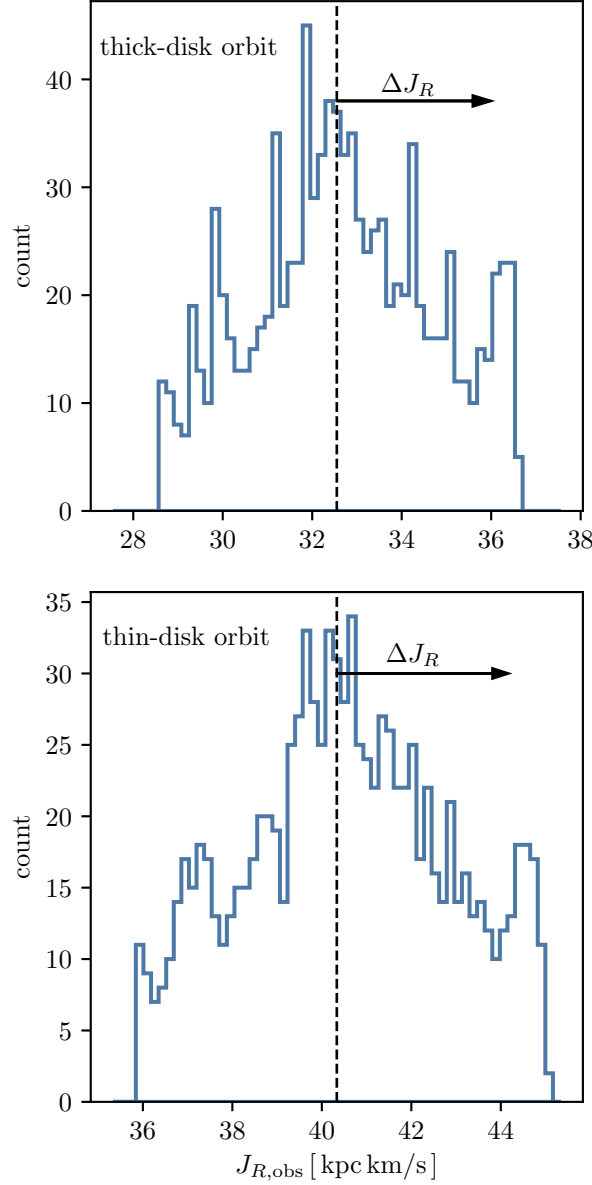 thick-disk orbit
ΔJ_R
count
40
30
20
10
0
28 30 32 34 36 38
thin-disk orbit
ΔJ_R
count
35
30
25
20
15
10
5
0
36 38 40 42 44
J_{R,obs} [kpc km/s]